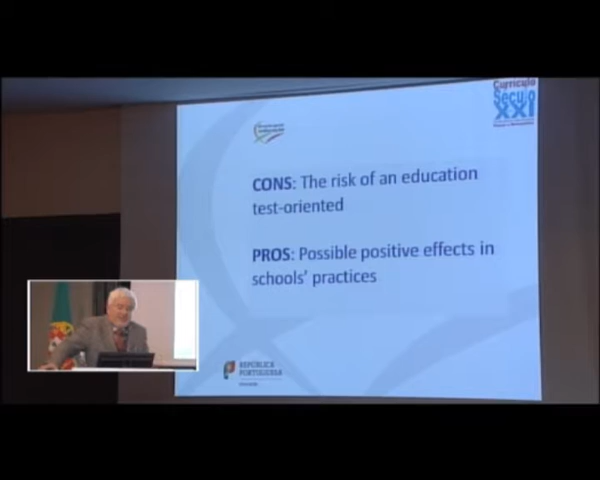 Currículo
Século
XXI
CONS: The risk of an education
test-oriented
PROS: Possible positive effects in
schools' practices
REPÚBLICA
PORTUGUESA